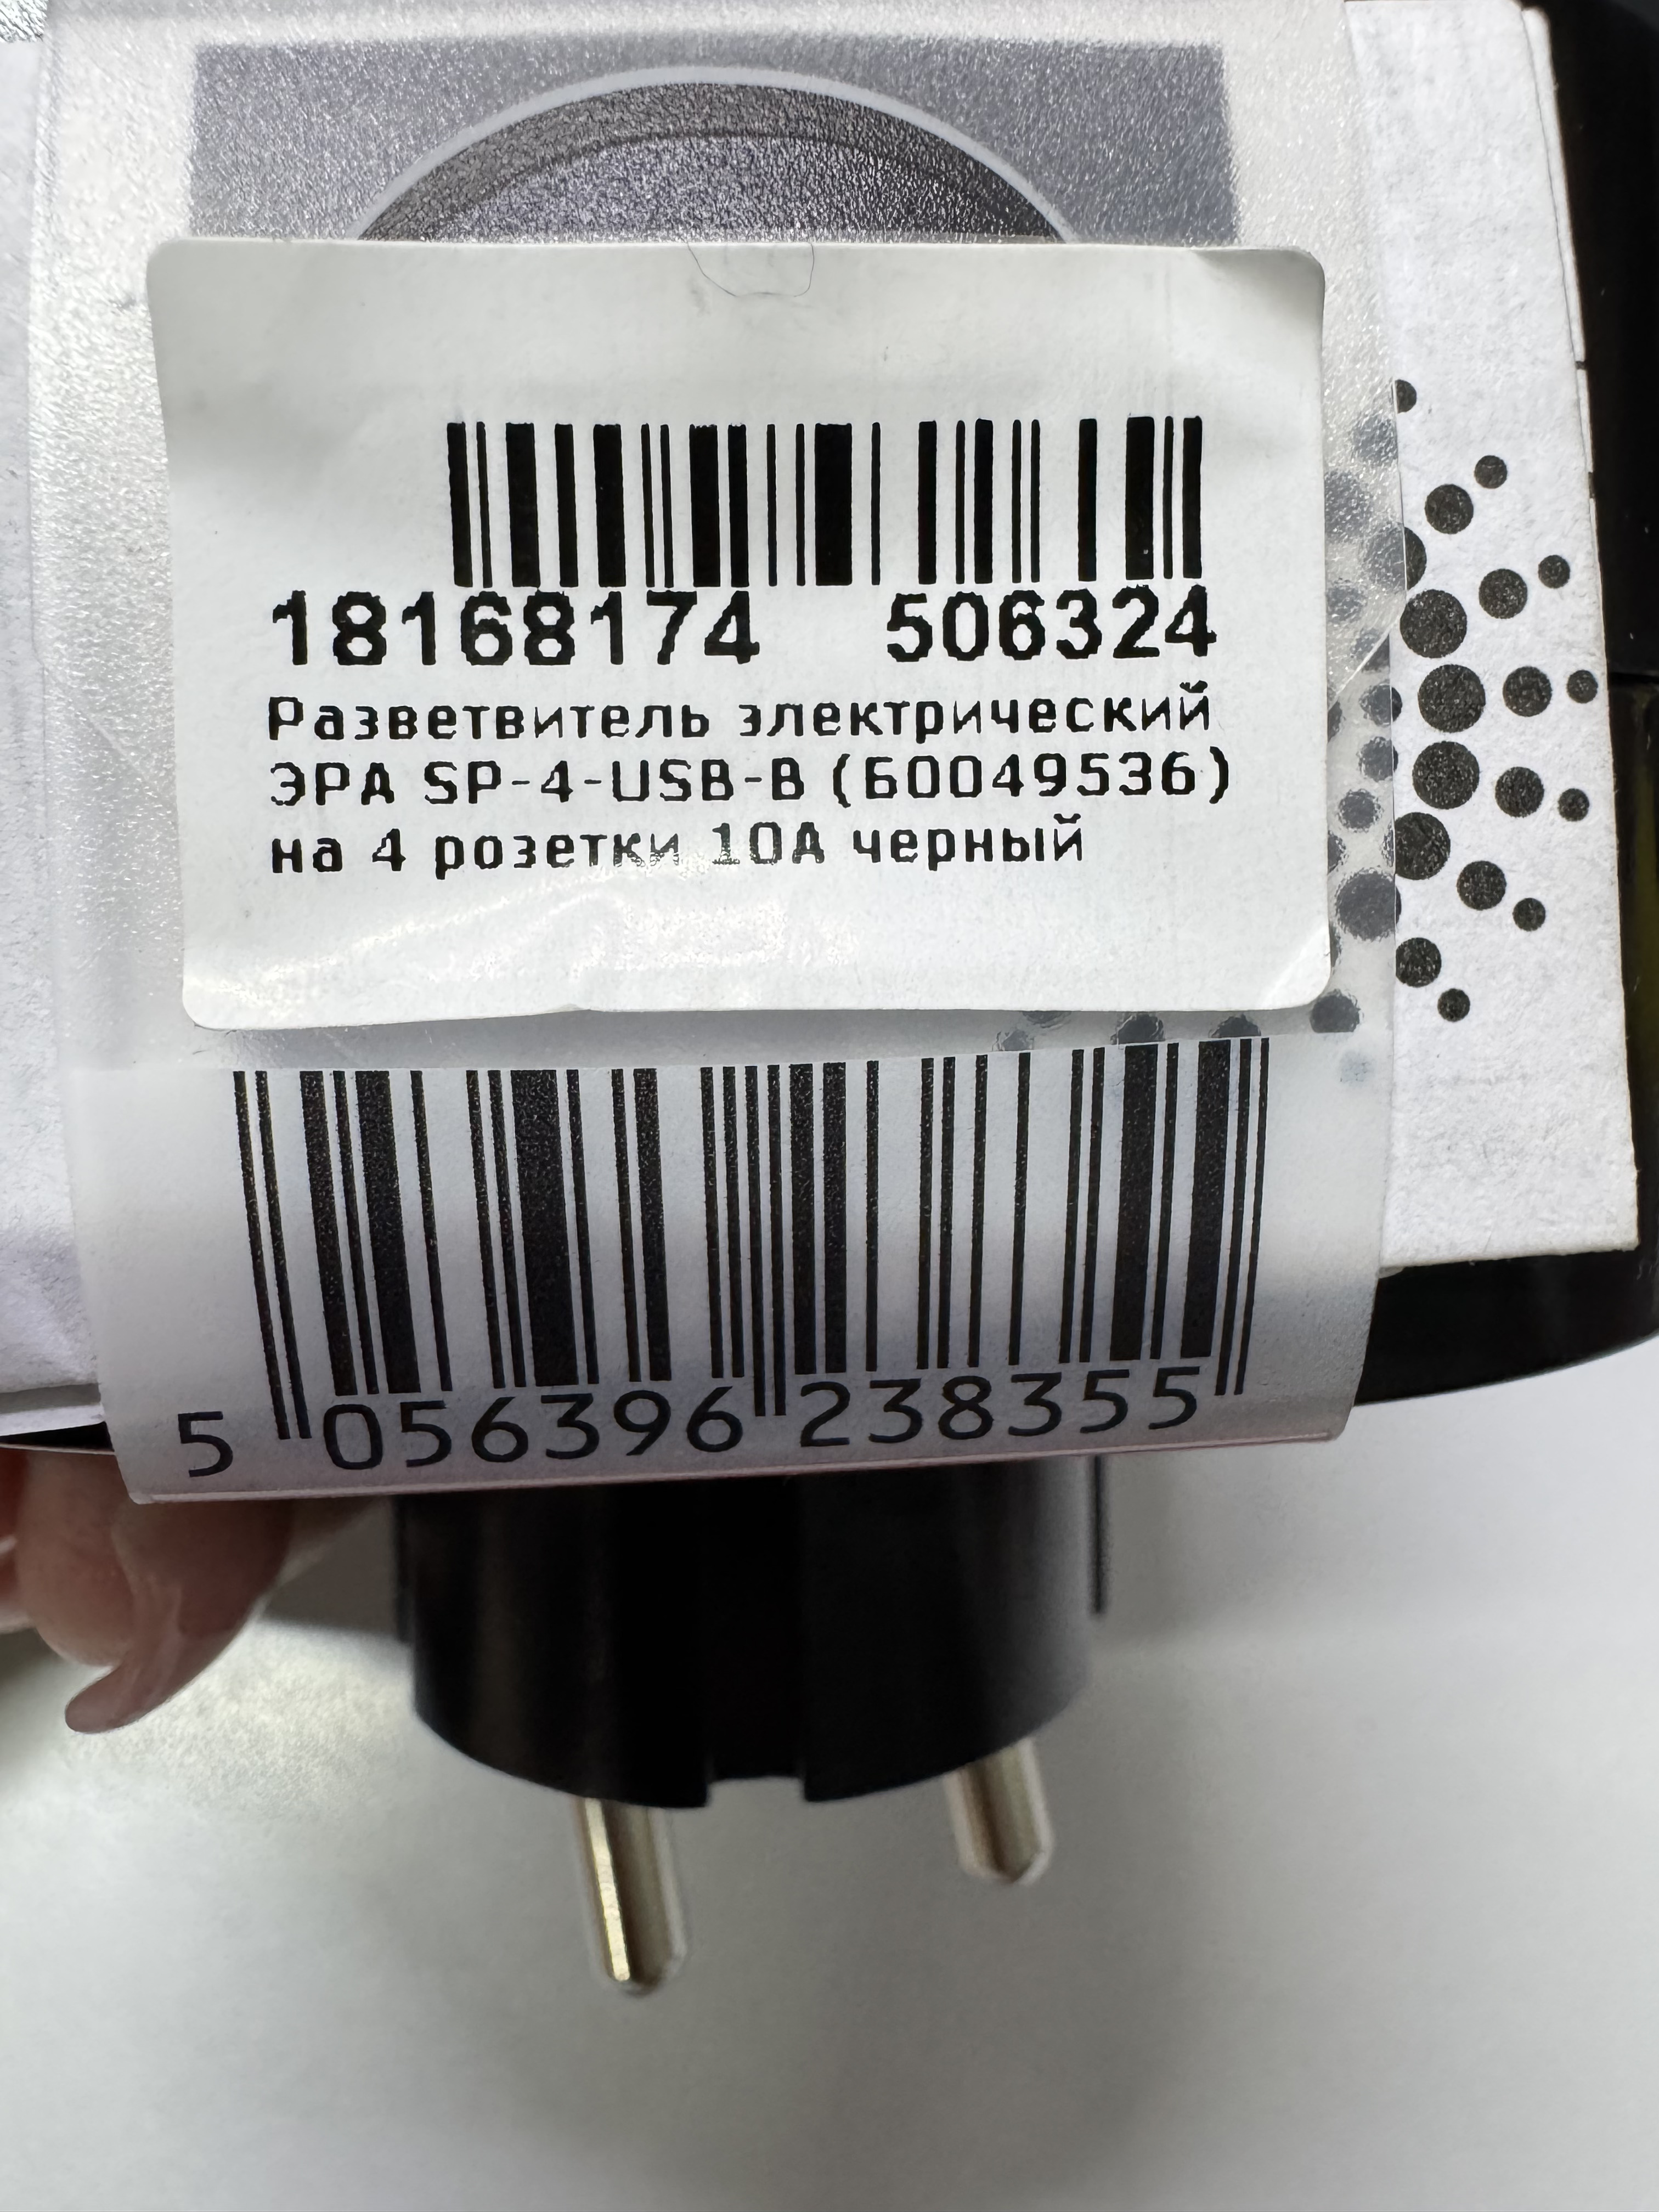 18168174 506324
Разветвитель электрический
ЭРА SP-4-USB-B (Б0049536)
на 4 розетки 10А черный
5 056396 238355